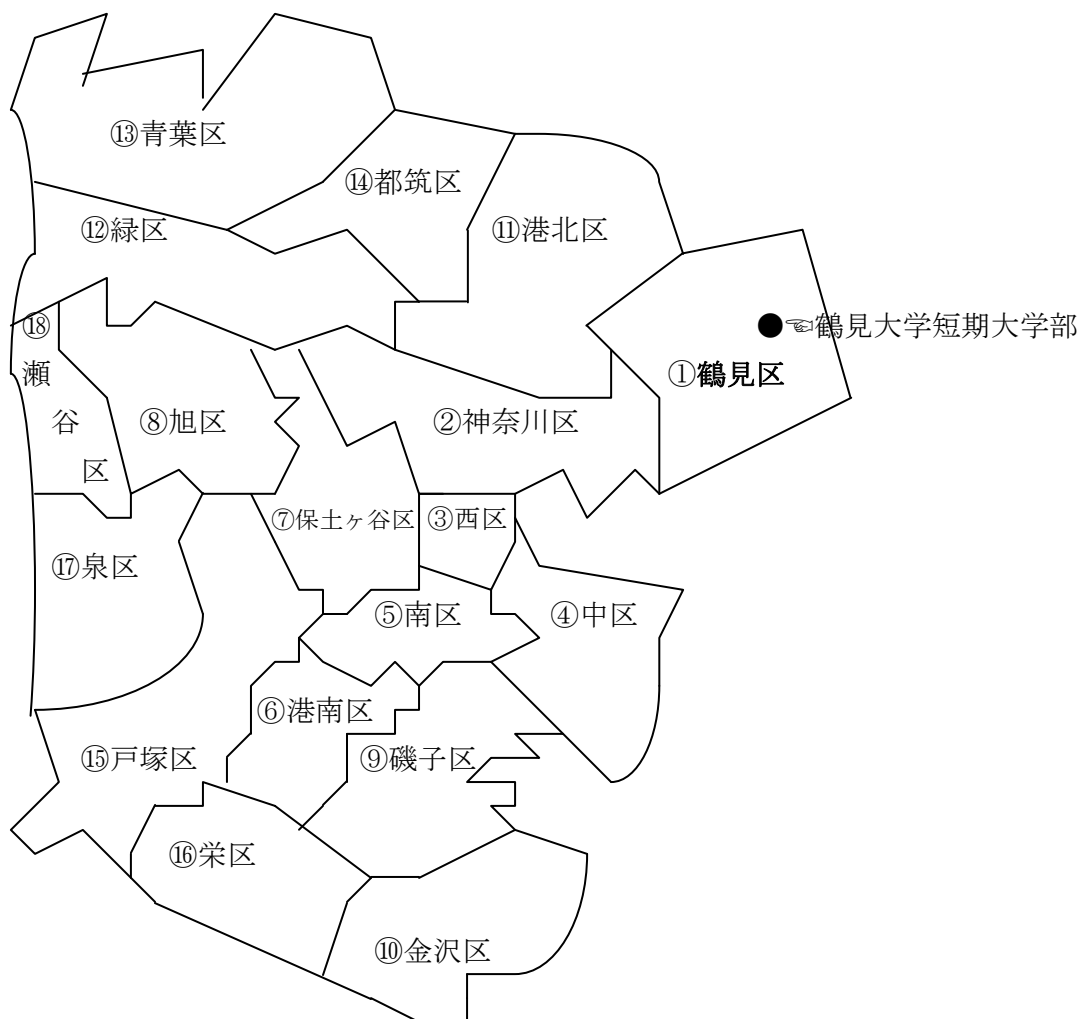 ⑬青葉区
⑭都筑区
⑫緑区
⑪港北区
⑱瀬谷区
●☜鶴見大学短期大学部
①鶴見区
⑧旭区
②神奈川区
⑦保土ヶ谷区
③西区
⑰泉区
⑤南区
④中区
⑥港南区
⑮戸塚区
⑨磯子区
⑯栄区
⑩金沢区